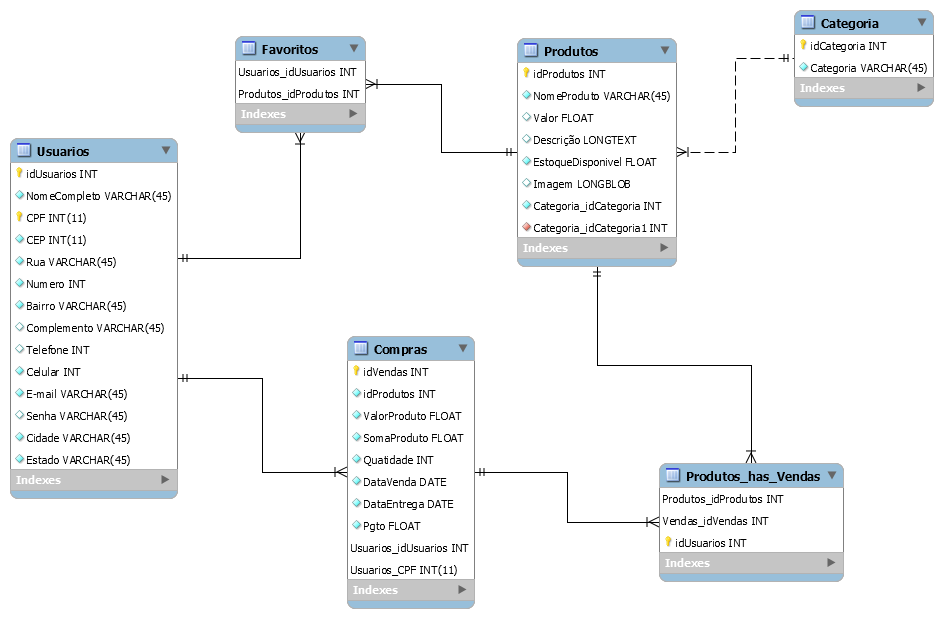 Categoria
idCategoria INT
Categoria VARCHAR(45)
Indexes
Favoritos
Usuarios_idUsuarios INT
Produtos_idProdutos INT
Indexes
Produtos
idProdutos INT
NomeProduto VARCHAR(45)
Valor FLOAT
Descrição LONGTEXT
EstoqueDisponivel FLOAT
Imagem LONGBLOB
Categoria_idCategoria INT
Categoria_idCategoria1 INT
Indexes
Usuarios
idUsuarios INT
NomeCompleto VARCHAR(45)
CPF INT(11)
CEP INT(11)
Rua VARCHAR(45)
Numero INT
Bairro VARCHAR(45)
Complemento VARCHAR(45)
Telefone INT
Celular INT
E-mail VARCHAR(45)
Senha VARCHAR(45)
Cidade VARCHAR(45)
Estado VARCHAR(45)
Indexes
Compras
idVendas INT
idProdutos INT
ValorProduto FLOAT
SomaProduto FLOAT
Quatidade INT
DataVenda DATE
DataEntrega DATE
Pgto FLOAT
Usuarios_idUsuarios INT
Usuarios_CPF INT(11)
Indexes
Produtos_has_Vendas
Produtos_idProdutos INT
Vendas_idVendas INT
idUsuarios INT
Indexes